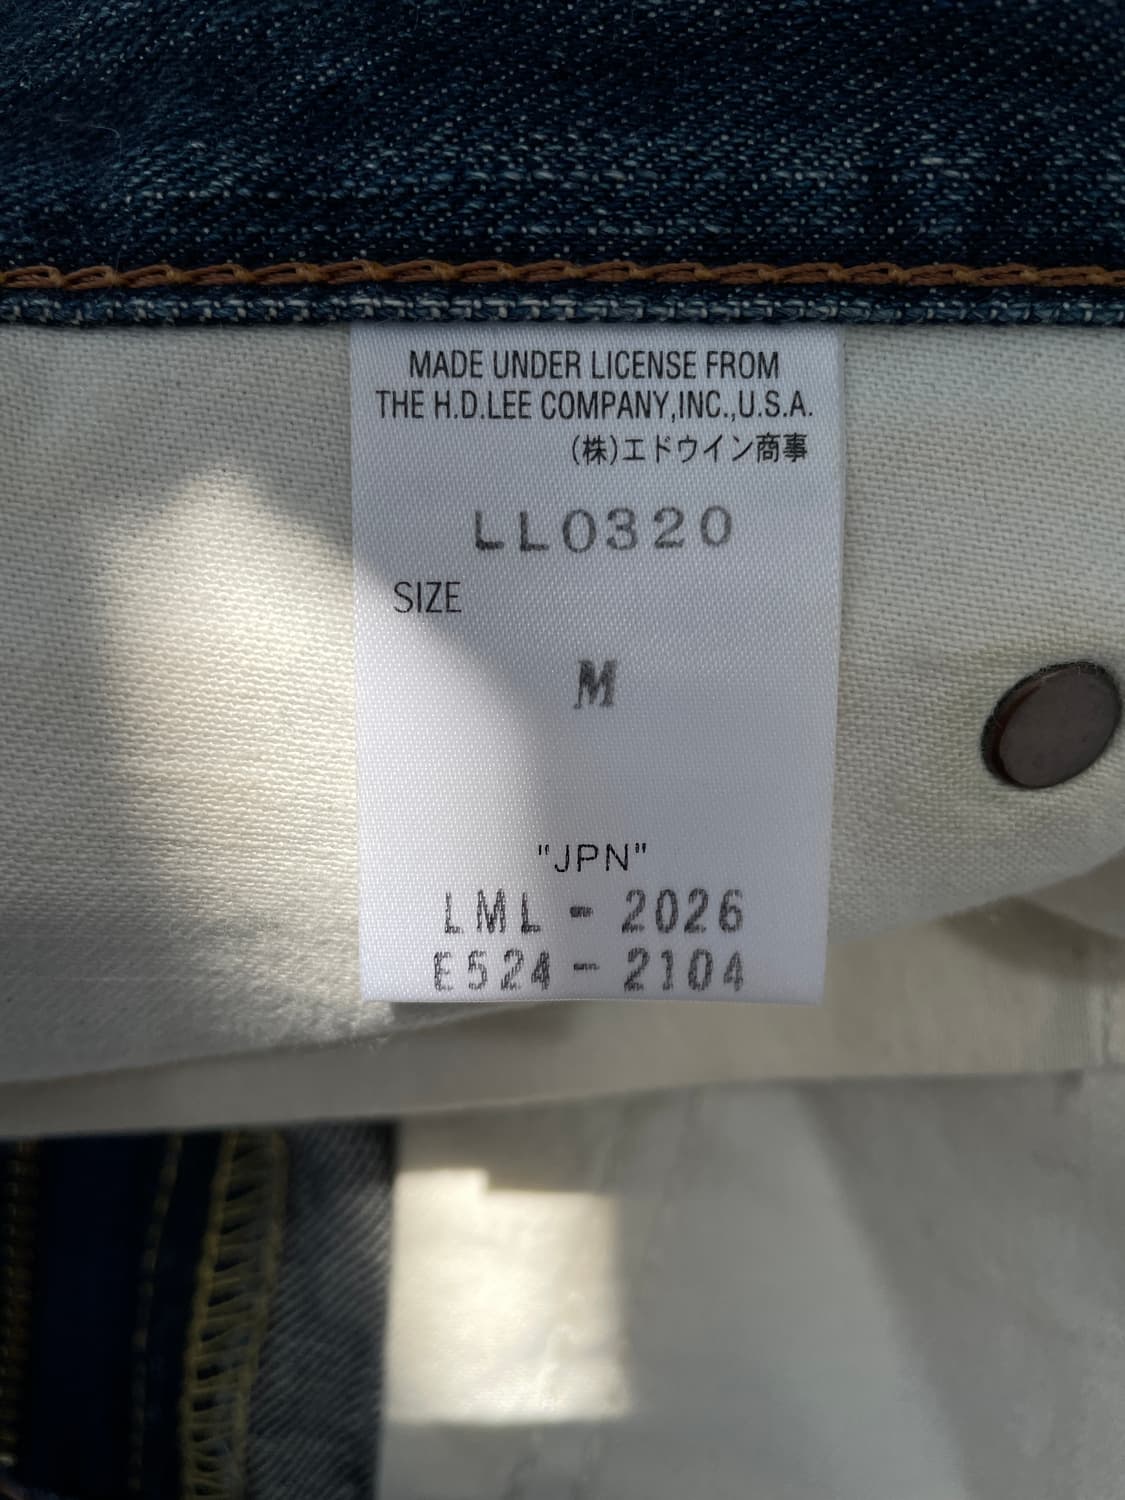 MADE UNDER LICENSE FROM
THE H.D.LEE COMPANY,INC.,U.S.A.
(株)エドウイン商事
LL0320
SIZE
M
"JPN"
LML - 2026
E524 - 2104